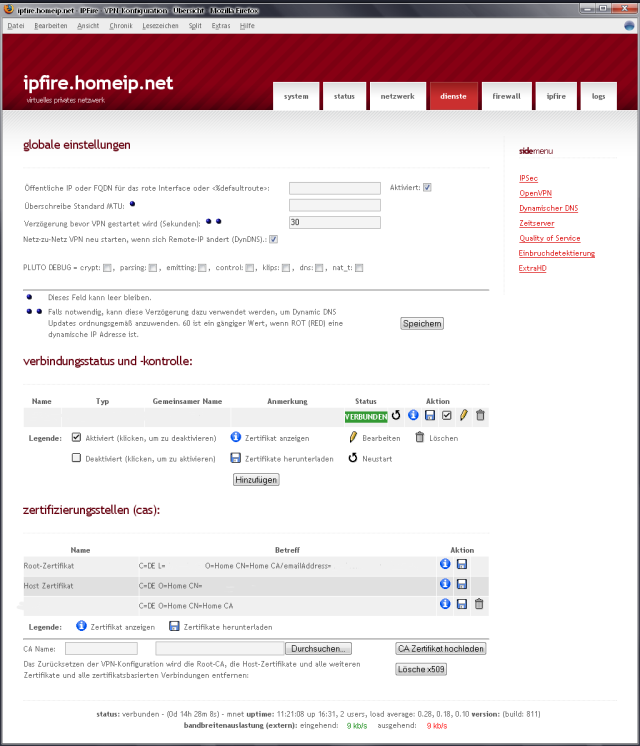 ipfire.homeip.net - IPFire - VPN-Konfiguration - Übersicht - Mozilla Firefox
Datei Bearbeiten Ansicht Chronik Lesezeichen Split Extras Hilfe
ipfire.homeip.net
virtuelles privates netzwerk
system status netzwerk dienste firewall ipfire logs
globale einstellungen
sidemenu
IPSec
OpenVPN
Dynamischer DNS
Zeitserver
Quality of Service
Einbruchdetektierung
ExtraHD
Öffentliche IP oder FQDN für das rote Interface oder <%defaultroute>: Aktiviert:
Überschreibe Standard MTU:
Verzögerung bevor VPN gestartet wird (Sekunden): 30
Netz-zu-Netz VPN neu starten, wenn sich Remote-IP ändert (DynDNS).:
PLUTO DEBUG = crypt: , parsing: , emitting: , control: , klips: , dns: , nat_t:
Dieses Feld kann leer bleiben.
Falls notwendig, kann diese Verzögerung dazu verwendet werden, um Dynamic DNS
Updates ordnungsgemäß anzuwenden. 60 ist ein gängiger Wert, wenn ROT (RED) eine
dynamische IP Adresse ist.
Speichern
verbindungsstatus und -kontrolle:
Name Typ Gemeinsamer Name Anmerkung Status Aktion
VERBUNDEN
Legende: Aktiviert (klicken, um zu deaktivieren) Zertifikat anzeigen Bearbeiten Löschen
Deaktiviert (klicken, um zu aktivieren) Zertifikate herunterladen Neustart
Hinzufügen
zertifizierungsstellen (cas):
Name Betreff Aktion
Root-Zertifikat C=DE L= O=Home CN=Home CA/emailAddress=
Host Zertifikat C=DE O=Home CN=
C=DE O=Home CN=Home CA
Legende: Zertifikat anzeigen Zertifikate herunterladen
CA Name: Durchsuchen... CA Zertifikat hochladen
Das Zurücksetzen der VPN-Konfiguration wird die Root-CA, die Host-Zertifikate und alle weiteren
Zertifikate und alle zertifikatsbasierten Verbindungen entfernen:
Lösche x509
status: verbunden - (0d 14h 28m 8s) - mnet uptime: 11:21:08 up 16:31, 2 users, load average: 0.28, 0.18, 0.10 version: (build: 811)
bandbreitenauslastung (extern): eingehend: 9 kb/s ausgehend: 9 kb/s